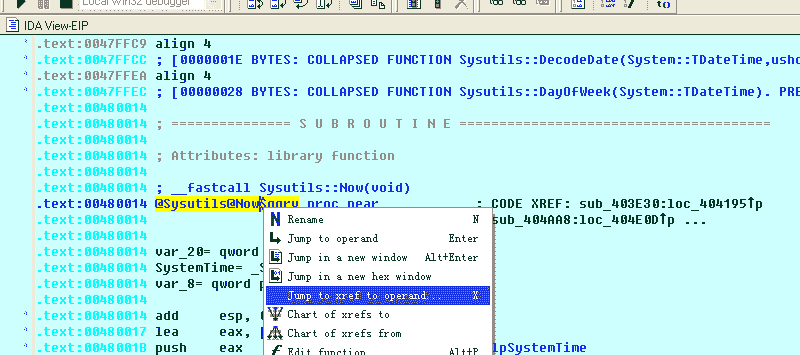 Local Win32 debugger
IDA View-EIP
.text:0047FFC9 align 4
.text:0047FFCC ; [0000001E BYTES: COLLAPSED FUNCTION Sysutils::DecodeDate(System::TDateTime,usho
.text:0047FFEA align 4
.text:0047FFEC ; [00000028 BYTES: COLLAPSED FUNCTION Sysutils::DayOfWeek(System::TDateTime). PRE
.text:00480014
.text:00480014 ; =============== S U B R O U T I N E =======================================
.text:00480014
.text:00480014 ; Attributes: library function
.text:00480014
.text:00480014 ; __fastcall Sysutils::Now(void)
.text:00480014 @Sysutils@Now$qqrv proc near ; CODE XREF: sub_403E30:loc_404195↑p
.text:00480014 sub_404AA8:loc_404E0D↑p ...
.text:00480014
.text:00480014 var_20= qword
.text:00480014 SystemTime= _S
.text:00480014 var_8= qword p
.text:00480014
.text:00480014 add esp,
.text:00480017 lea eax, [
.text:0048001B push eax lpSystemTime
Rename N
Jump to operand Enter
Jump in a new window Alt+Enter
Jump in a new hex window
Jump to xref to operand... X
Chart of xrefs to
Chart of xrefs from
Edit function Alt+P